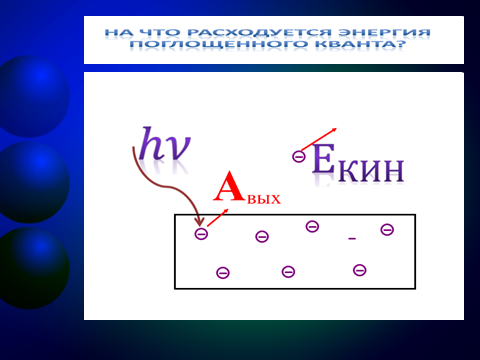 НА ЧТО РАСХОДУЕТСЯ ЭНЕРГИЯ
ПОГЛОЩЕННОГО КВАНТА?
hν
Eкин
Aвых